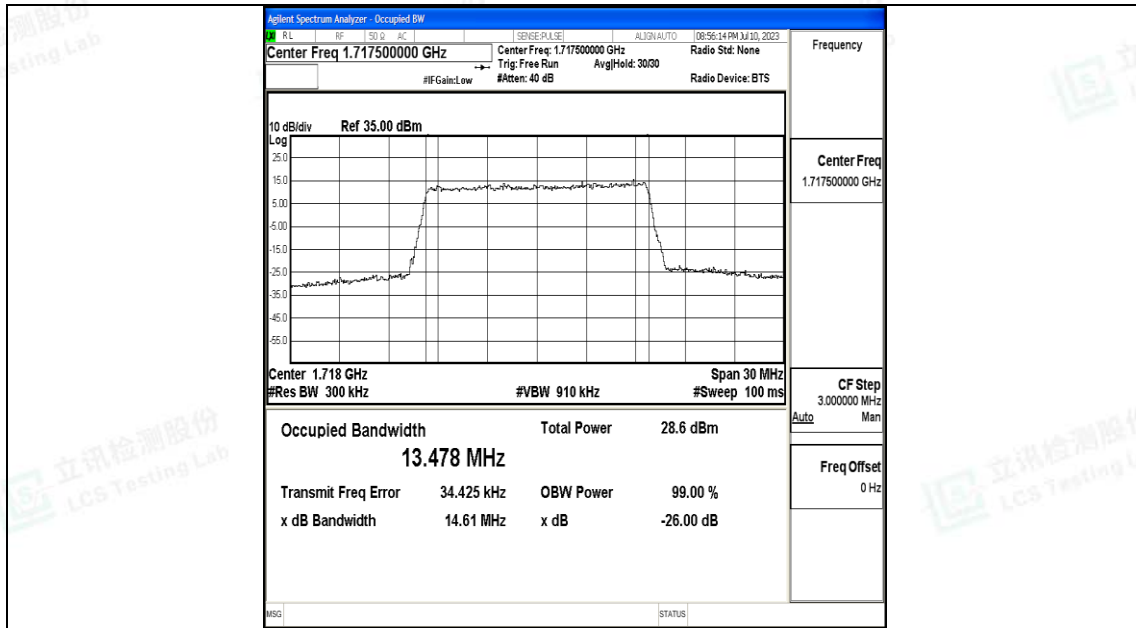 Agilent Spectrum Analyzer - Occupied BW
LXI RL RF 50 Ω AC SENSE:PULSE ALIGN AUTO 08:56:14 PM Jul 10, 2023
Center Freq 1.717500000 GHz
Center Freq: 1.717500000 GHz Radio Std: None
Trig: Free Run Avg|Hold: 30/30
#IFGain:Low #Atten: 40 dB Radio Device: BTS
Frequency
10 dB/div Ref 35.00 dBm
Log
25.0
15.0
5.00
-5.00
-15.0
-25.0
-35.0
-45.0
-55.0
Center Freq
1.717500000 GHz
Center 1.718 GHz Span 30 MHz
#Res BW 300 kHz #VBW 910 kHz #Sweep 100 ms
CF Step
3.000000 MHz
Auto Man
Occupied Bandwidth Total Power 28.6 dBm
13.478 MHz
Transmit Freq Error 34.425 kHz OBW Power 99.00 %
x dB Bandwidth 14.61 MHz x dB -26.00 dB
Freq Offset
0 Hz
MSG STATUS
立讯检测股份
LCS Testing Lab